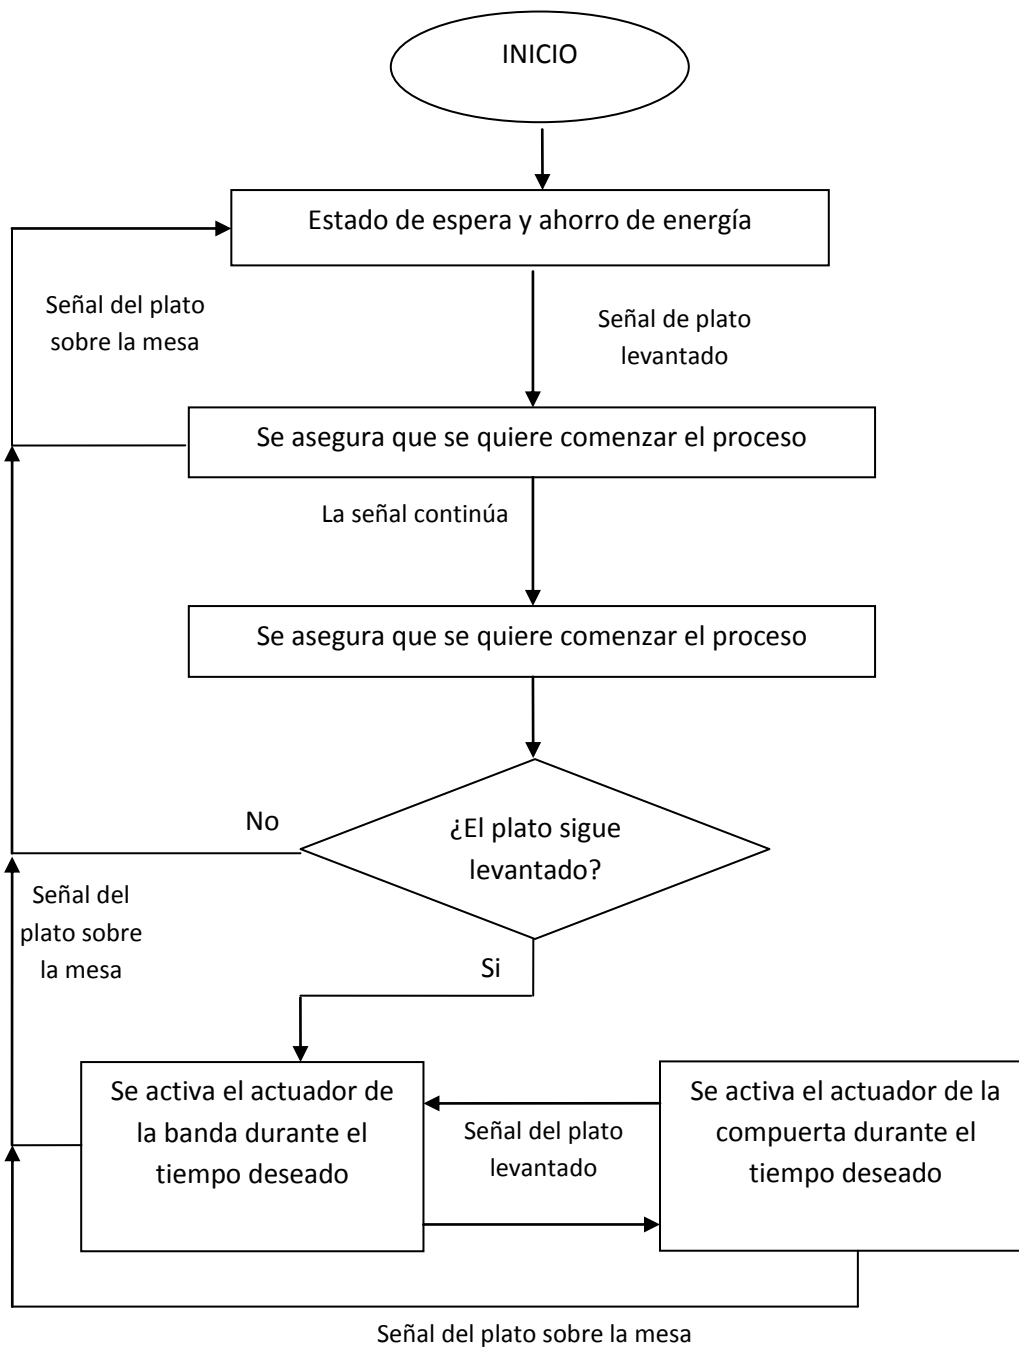 INICIO
Estado de espera y ahorro de energía
Señal del plato
sobre la mesa
Señal de plato
levantado
Se asegura que se quiere comenzar el proceso
La señal continúa
Se asegura que se quiere comenzar el proceso
No
¿El plato sigue
levantado?
Señal del
plato sobre
la mesa
Si
Se activa el actuador de
la banda durante el
tiempo deseado
Señal del plato
levantado
Se activa el actuador de la
compuerta durante el
tiempo deseado
Señal del plato sobre la mesa